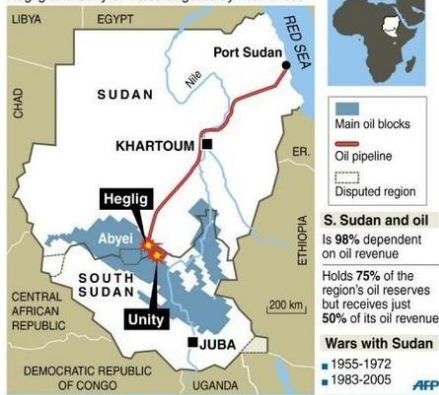 LIBYA
EGYPT
RED SEA
Port Sudan
Nile
SUDAN
CHAD
KHARTOUM
ER.
Heglig
Abyei
ETHIOPIA
SOUTH
SUDAN
CENTRAL
AFRICAN
REPUBLIC
Unity
200 km
JUBA
DEMOCRATIC REPUBLIC
OF CONGO
UGANDA
Main oil blocks
Oil pipeline
Disputed region
S. Sudan and oil
Is 98% dependent
on oil revenue
Holds 75% of the
region's oil reserves
but receives just
50% of its oil revenue
Wars with Sudan
1955-1972
1983-2005
AFP